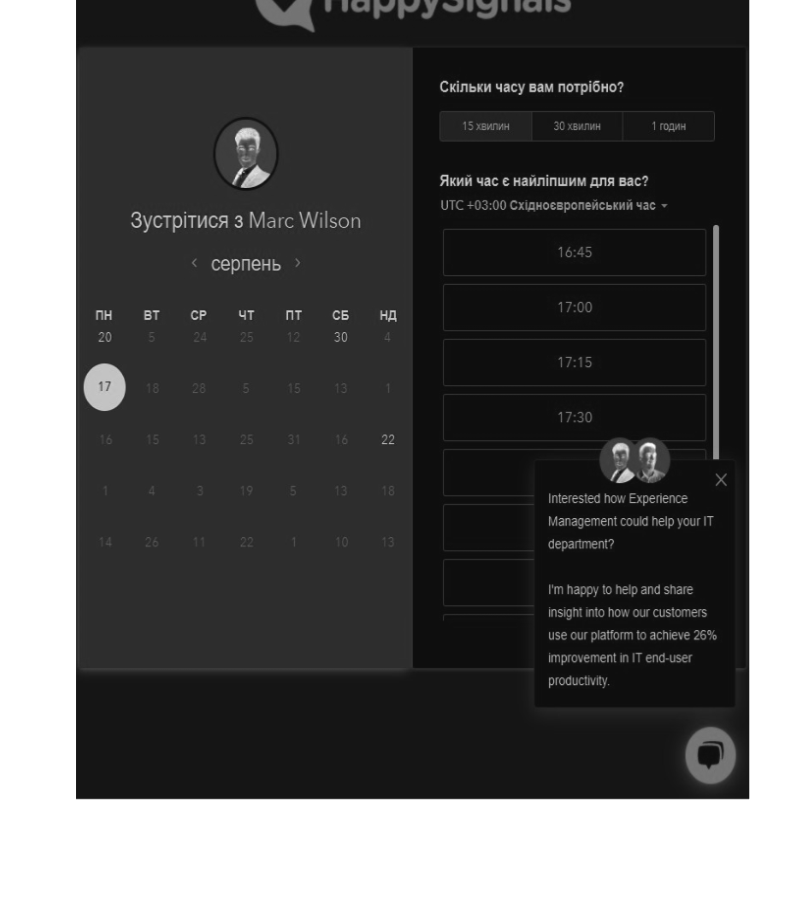 HappySignals
Зустрітися з Marc Wilson
серпень
ПН ВТ СР ЧТ ПТ СБ НД
20 5 24 25 12 30 4
17 18 28 5 15 13 1
16 15 13 25 31 16 22
1 4 3 19 5 13 18
14 26 11 22 1 10 13
Скільки часу вам потрібно?
15 хвилин 30 хвилин 1 годин
Який час є найліпшим для вас?
UTC +03:00 Східноєвропейський час
16:45
17:00
17:15
17:30
Interested how Experience
Management could help your IT
department?
I'm happy to help and share
insight into how our customers
use our platform to achieve 26%
improvement in IT end-user
productivity.